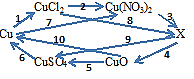 CuCl₂ 2 Cu(NO₃)₂
1 7 8 3
Cu X
6 10 9 4
CuSO₄ 5 CuO